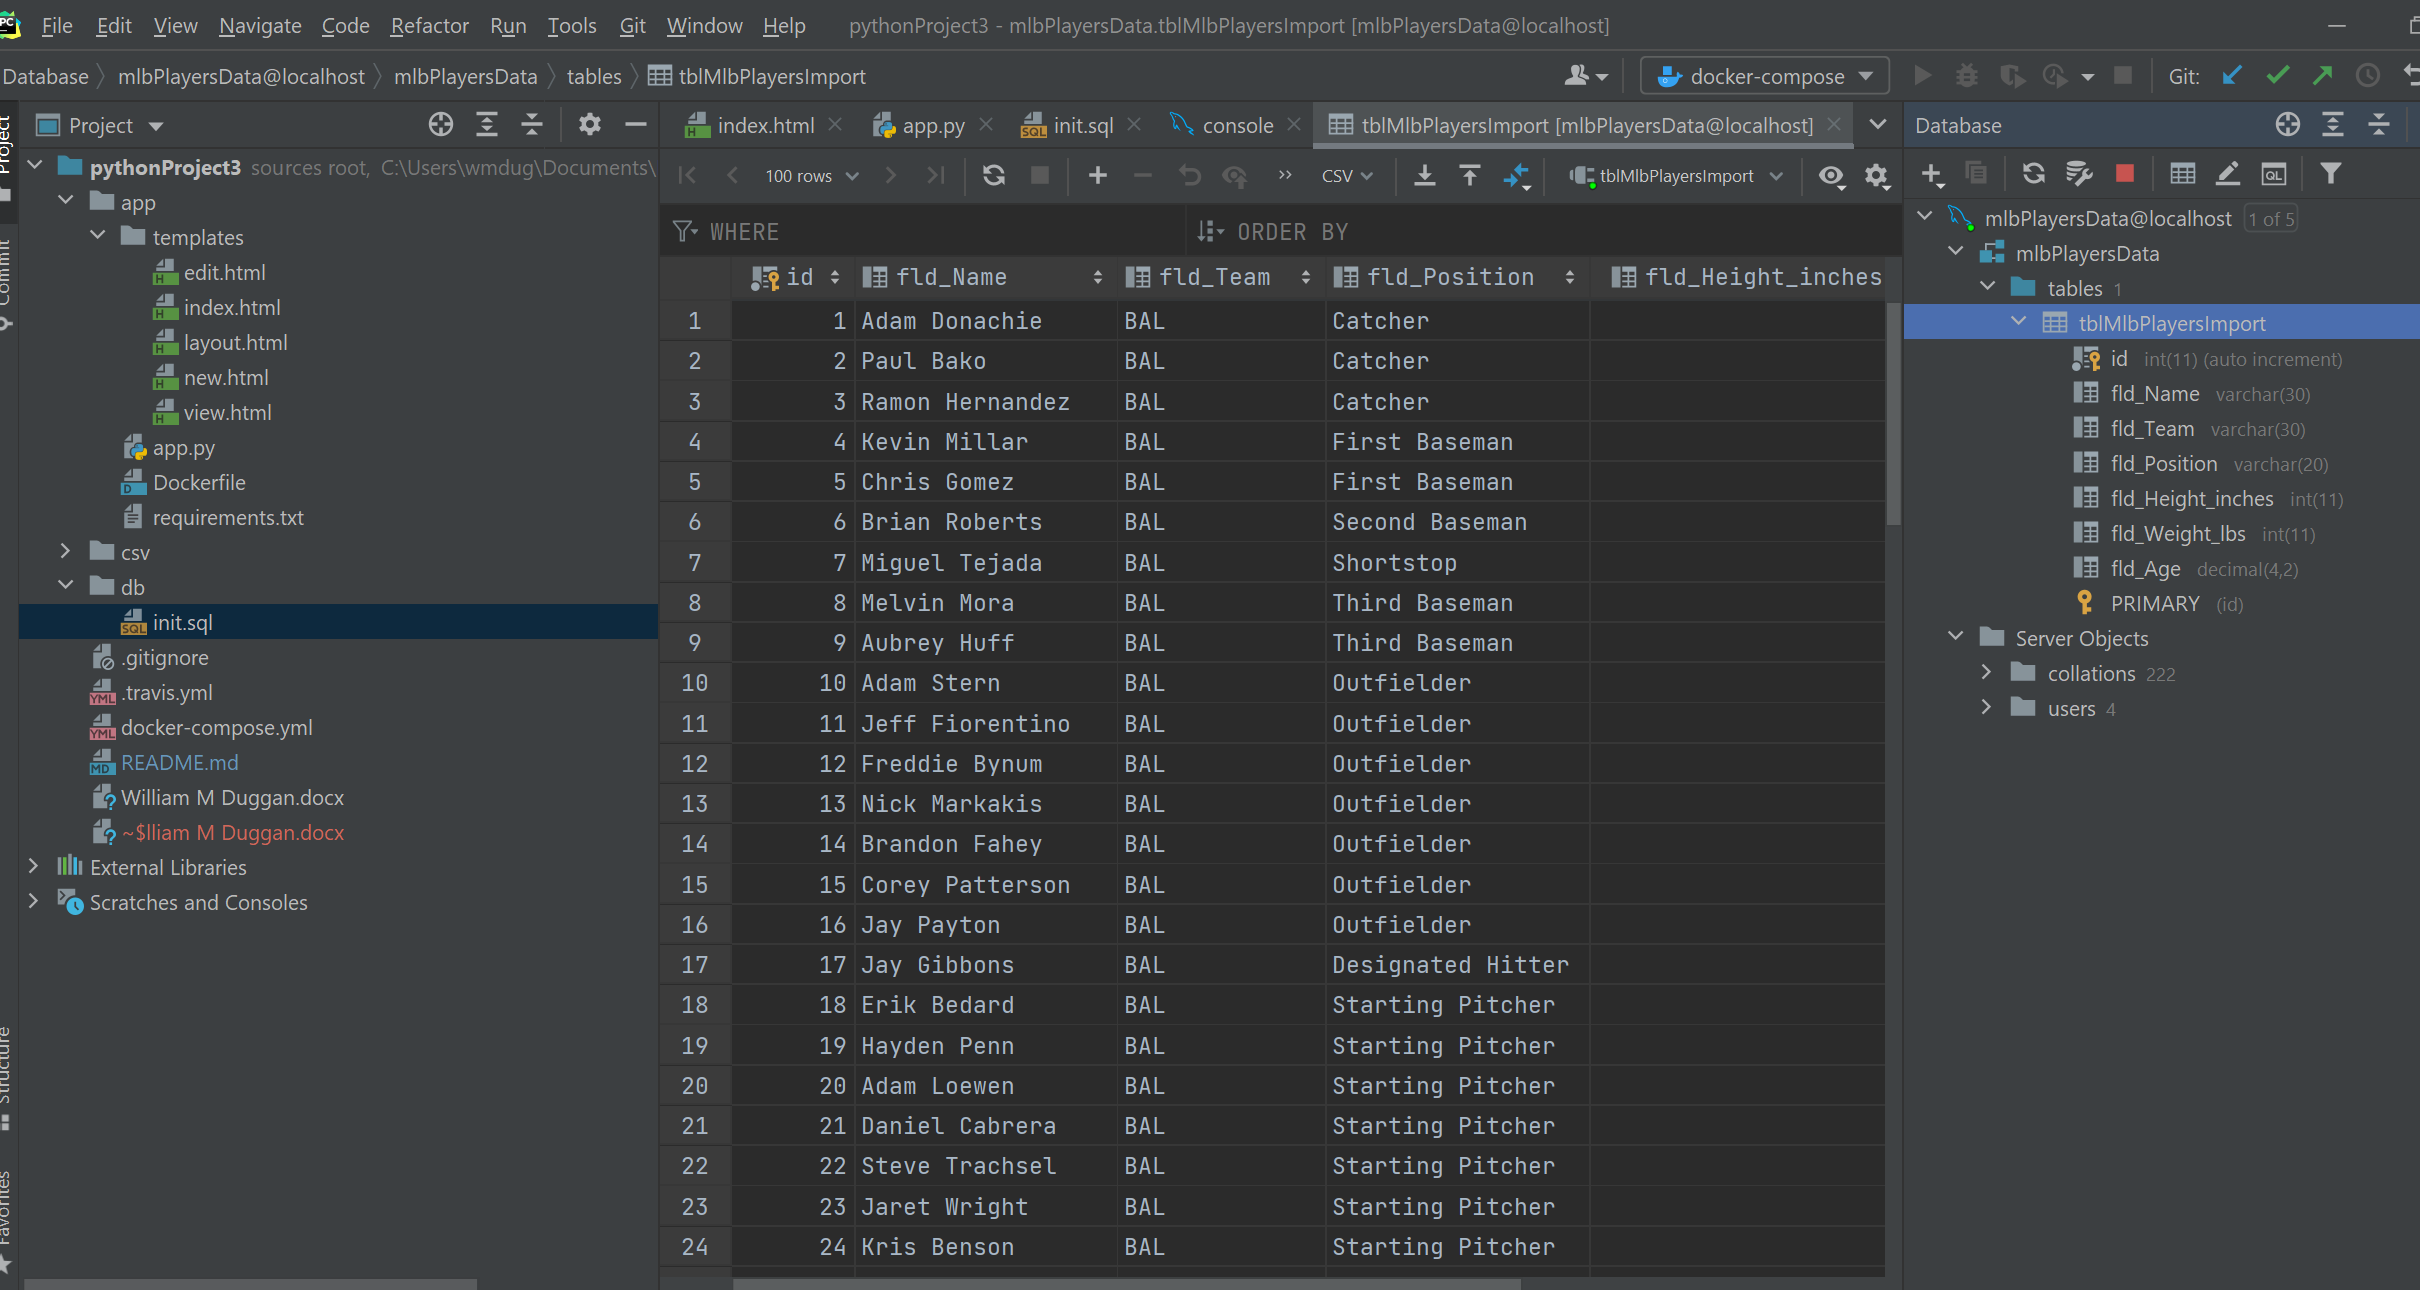 File Edit View Navigate Code Refactor Run Tools Git Window Help pythonProject3 - mlbPlayersData.tblMlbPlayersImport [mlbPlayersData@localhost]
Database mlbPlayersData@localhost mlbPlayersData tables tblMlbPlayersImport docker-compose Git:
Project
index.html app.py init.sql console tblMlbPlayersImport [mlbPlayersData@localhost]
Database
Project
Commit
Structure
Favorites
pythonProject3 sources root, C:\Users\wmdug\Documents\
app
templates
edit.html
index.html
layout.html
new.html
view.html
app.py
Dockerfile
requirements.txt
csv
db
init.sql
.gitignore
.travis.yml
docker-compose.yml
README.md
William M Duggan.docx
~$lliam M Duggan.docx
External Libraries
Scratches and Consoles
100 rows CSV tblMlbPlayersImport
WHERE ORDER BY
id fld_Name fld_Team fld_Position fld_Height_inches
1 1 Adam Donachie BAL Catcher
2 2 Paul Bako BAL Catcher
3 3 Ramon Hernandez BAL Catcher
4 4 Kevin Millar BAL First Baseman
5 5 Chris Gomez BAL First Baseman
6 6 Brian Roberts BAL Second Baseman
7 7 Miguel Tejada BAL Shortstop
8 8 Melvin Mora BAL Third Baseman
9 9 Aubrey Huff BAL Third Baseman
10 10 Adam Stern BAL Outfielder
11 11 Jeff Fiorentino BAL Outfielder
12 12 Freddie Bynum BAL Outfielder
13 13 Nick Markakis BAL Outfielder
14 14 Brandon Fahey BAL Outfielder
15 15 Corey Patterson BAL Outfielder
16 16 Jay Payton BAL Outfielder
17 17 Jay Gibbons BAL Designated Hitter
18 18 Erik Bedard BAL Starting Pitcher
19 19 Hayden Penn BAL Starting Pitcher
20 20 Adam Loewen BAL Starting Pitcher
21 21 Daniel Cabrera BAL Starting Pitcher
22 22 Steve Trachsel BAL Starting Pitcher
23 23 Jaret Wright BAL Starting Pitcher
24 24 Kris Benson BAL Starting Pitcher
mlbPlayersData@localhost 1 of 5
mlbPlayersData
tables 1
tblMlbPlayersImport
id int(11) (auto increment)
fld_Name varchar(30)
fld_Team varchar(30)
fld_Position varchar(20)
fld_Height_inches int(11)
fld_Weight_lbs int(11)
fld_Age decimal(4,2)
PRIMARY (id)
Server Objects
collations 222
users 4